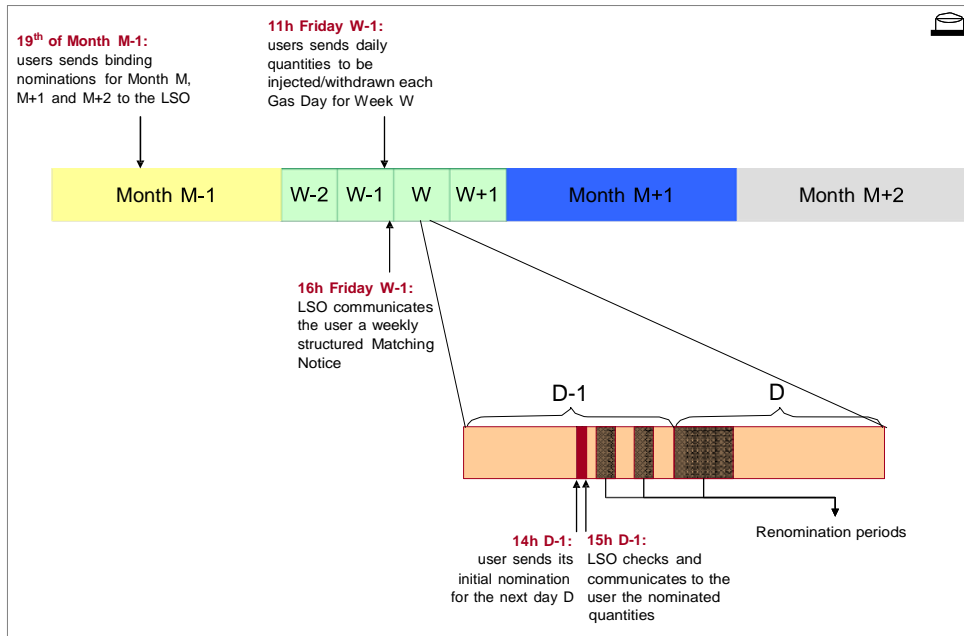 19th of Month M-1:
users sends binding
nominations for Month M,
M+1 and M+2 to the LSO
11h Friday W-1:
users sends daily
quantities to be
injected/withdrawn each
Gas Day for Week W
Month M-1
W-2
W-1
W
W+1
Month M+1
Month M+2
16h Friday W-1:
LSO communicates
the user a weekly
structured Matching
Notice
D-1
D
Renomination periods
14h D-1:
user sends its
initial nomination
for the next day D
15h D-1:
LSO checks and
communicates to the
user the nominated
quantities